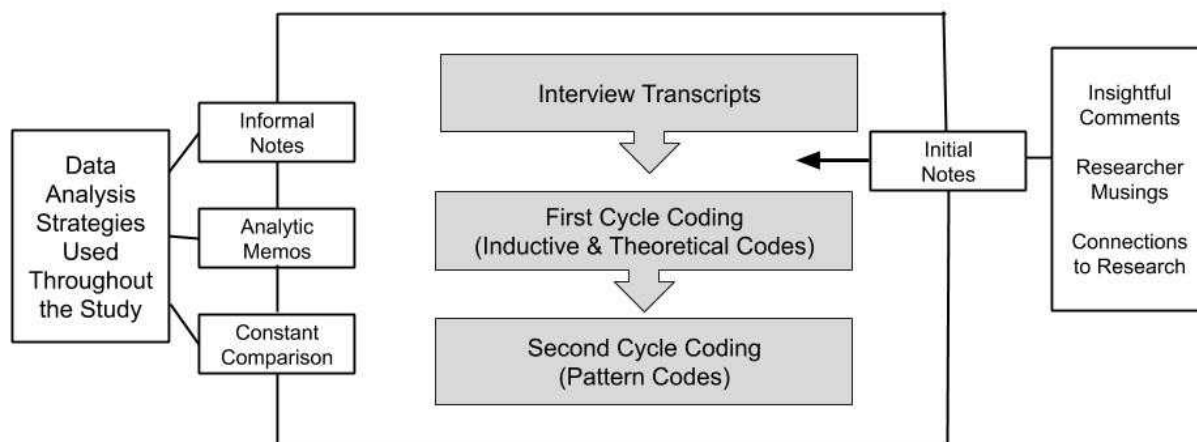 Data
Analysis
Strategies
Used
Throughout
the Study
Informal
Notes
Analytic
Memos
Constant
Comparison
Interview Transcripts
First Cycle Coding
(Inductive & Theoretical Codes)
Second Cycle Coding
(Pattern Codes)
Initial
Notes
Insightful
Comments
Researcher
Musings
Connections
to Research